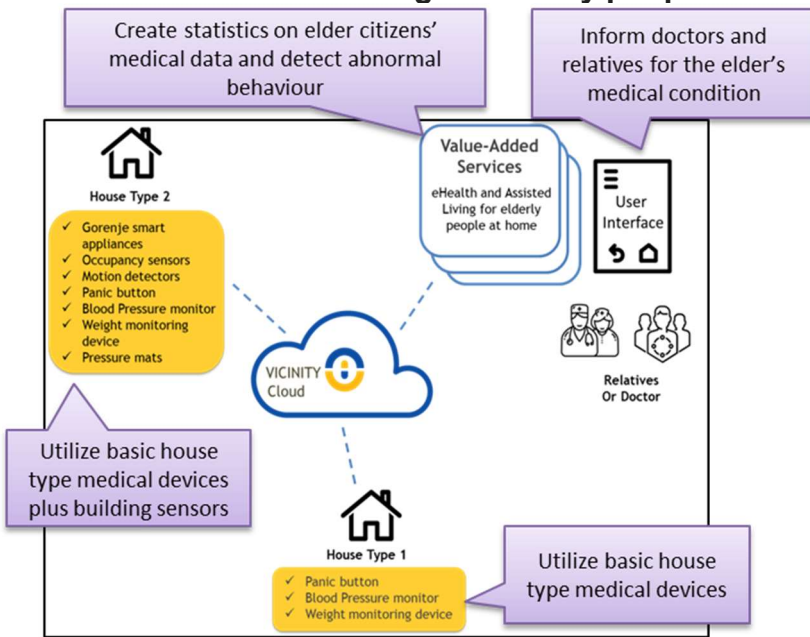 Create statistics on elder citizens'
medical data and detect abnormal
behaviour
Inform doctors and
relatives for the elder's
medical condition
House Type 2
✓ Gorenje smart
appliances
✓ Occupancy sensors
✓ Motion detectors
✓ Panic button
✓ Blood Pressure monitor
✓ Weight monitoring
device
✓ Pressure mats
Value-Added
Services
eHealth and Assisted
Living for elderly
people at home
User
Interface
Relatives
Or Doctor
VICINITY
Cloud
Utilize basic house
type medical devices
plus building sensors
House Type 1
✓ Panic button
✓ Blood Pressure monitor
✓ Weight monitoring device
Utilize basic house
type medical devices